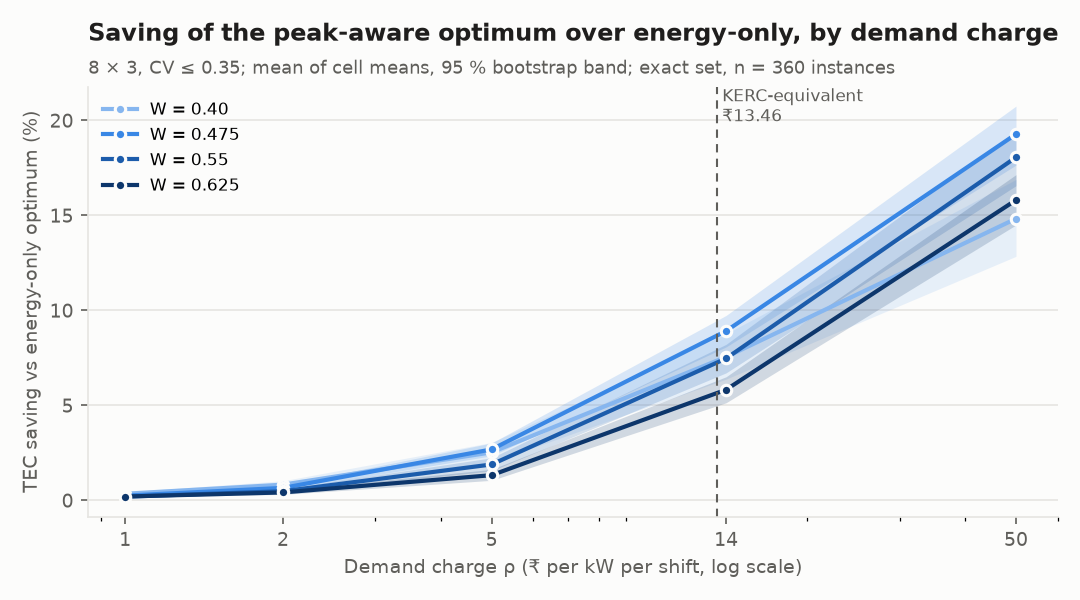 Saving of the peak-aware optimum over energy-only, by demand charge
8 × 3, CV ≤ 0.35; mean of cell means, 95 % bootstrap band; exact set, n = 360 instances
KERC-equivalent
₹13.46
W = 0.40
W = 0.475
W = 0.55
W = 0.625
TEC saving vs energy-only optimum (%)
20
15
10
5
0
1
2
5
14
50
Demand charge ρ (₹ per kW per shift, log scale)